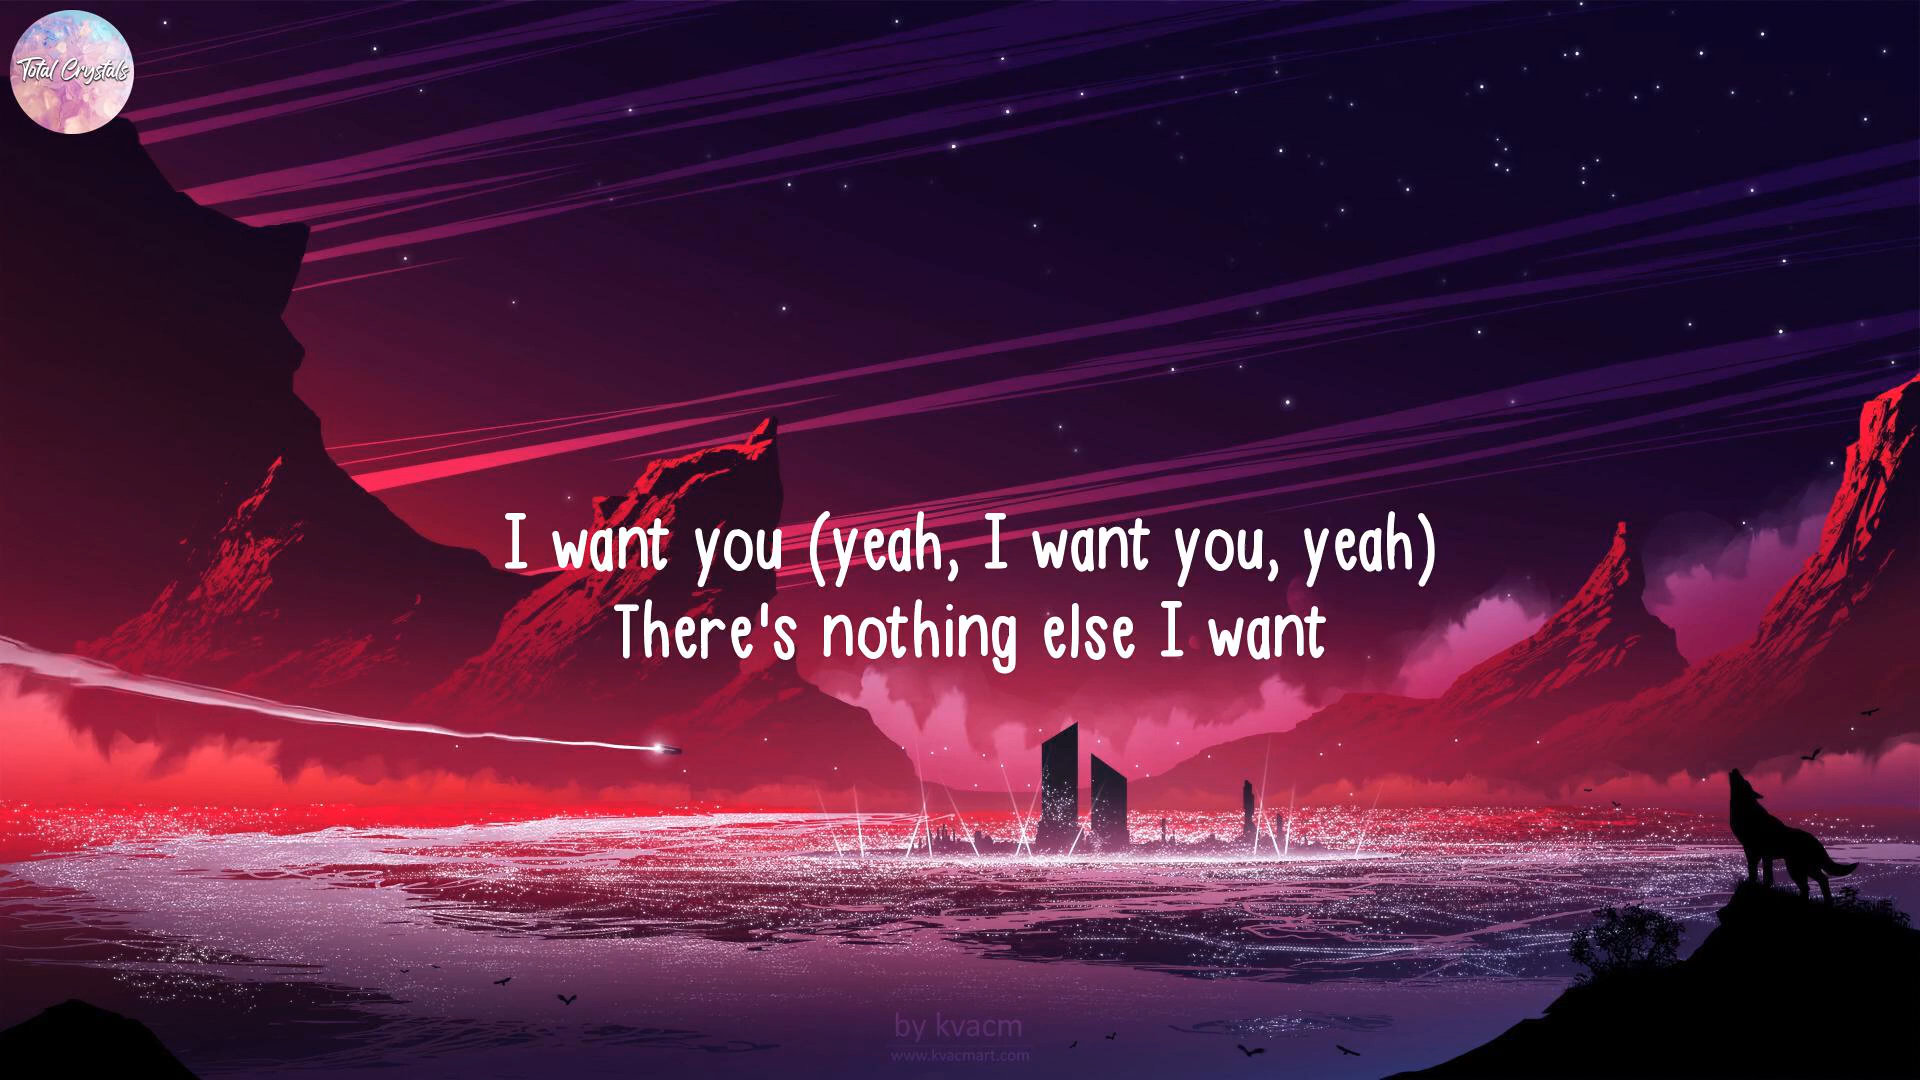 Total Crystals
I want you (yeah, I want you, yeah)
There's nothing else I want
by kvacm
www.kvacmart.com